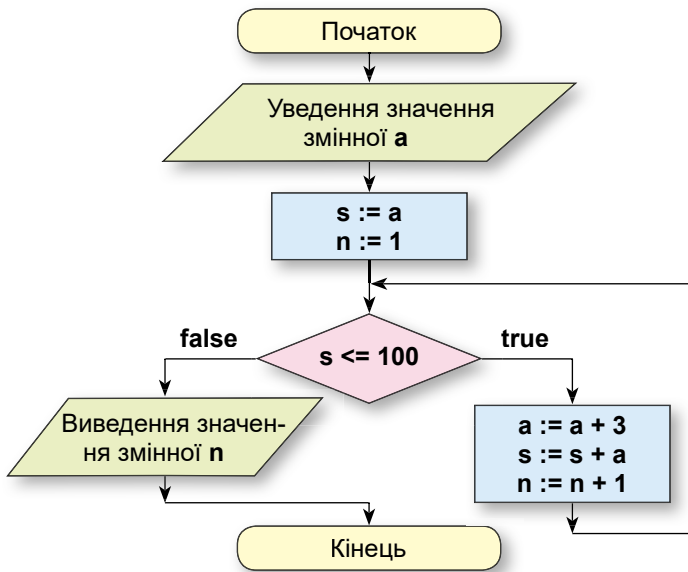 Початок
Уведення значення
змінної a
s := a
n := 1
false
s <= 100
true
Виведення значен-
ня змінної n
a := a + 3
s := s + a
n := n + 1
Кінець